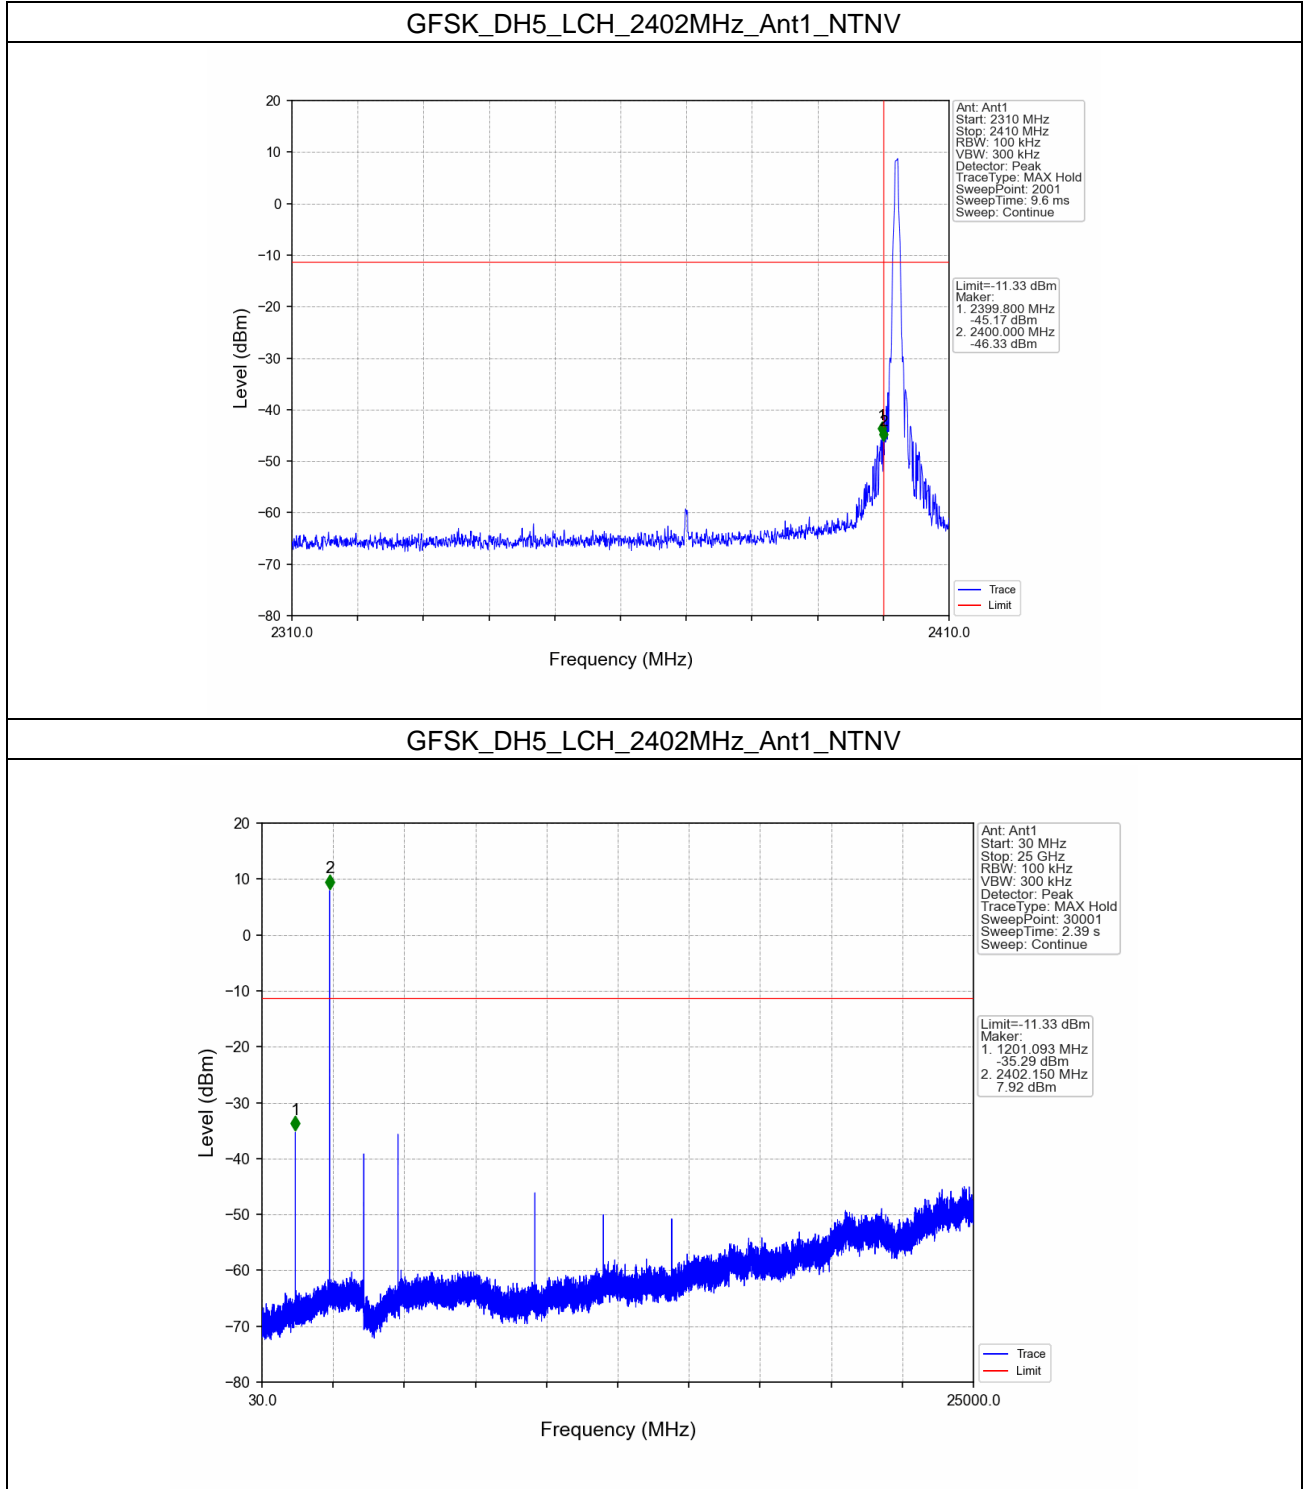 GFSK_DH5_LCH_2402MHz_Ant1_NTNV
20
10
0
−10
−20
−30
−40
−50
−60
−70
−80
Level (dBm)
2310.0
2410.0
Frequency (MHz)
1
2
Ant: Ant1
Start: 2310 MHz
Stop: 2410 MHz
RBW: 100 kHz
VBW: 300 kHz
Detector: Peak
TraceType: MAX Hold
SweepPoint: 2001
SweepTime: 9.6 ms
Sweep: Continue
Limit=-11.33 dBm
Maker:
1. 2399.800 MHz
-45.17 dBm
2. 2400.000 MHz
-46.33 dBm
Trace
Limit
GFSK_DH5_LCH_2402MHz_Ant1_NTNV
20
10
0
−10
−20
−30
−40
−50
−60
−70
−80
Level (dBm)
30.0
25000.0
Frequency (MHz)
1
2
Ant: Ant1
Start: 30 MHz
Stop: 25 GHz
RBW: 100 kHz
VBW: 300 kHz
Detector: Peak
TraceType: MAX Hold
SweepPoint: 30001
SweepTime: 2.39 s
Sweep: Continue
Limit=-11.33 dBm
Maker:
1. 1201.093 MHz
-35.29 dBm
2. 2402.150 MHz
7.92 dBm
Trace
Limit